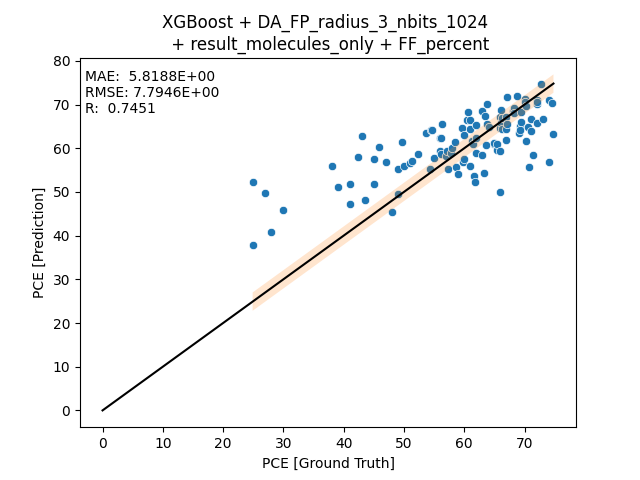 XGBoost + DA_FP_radius_3_nbits_1024
+ result_molecules_only + FF_percent
MAE:  5.8188E+00
RMSE: 7.7946E+00
R:  0.7451
PCE [Prediction]
80
70
60
50
40
30
20
10
0
0 10 20 30 40 50 60 70
PCE [Ground Truth]